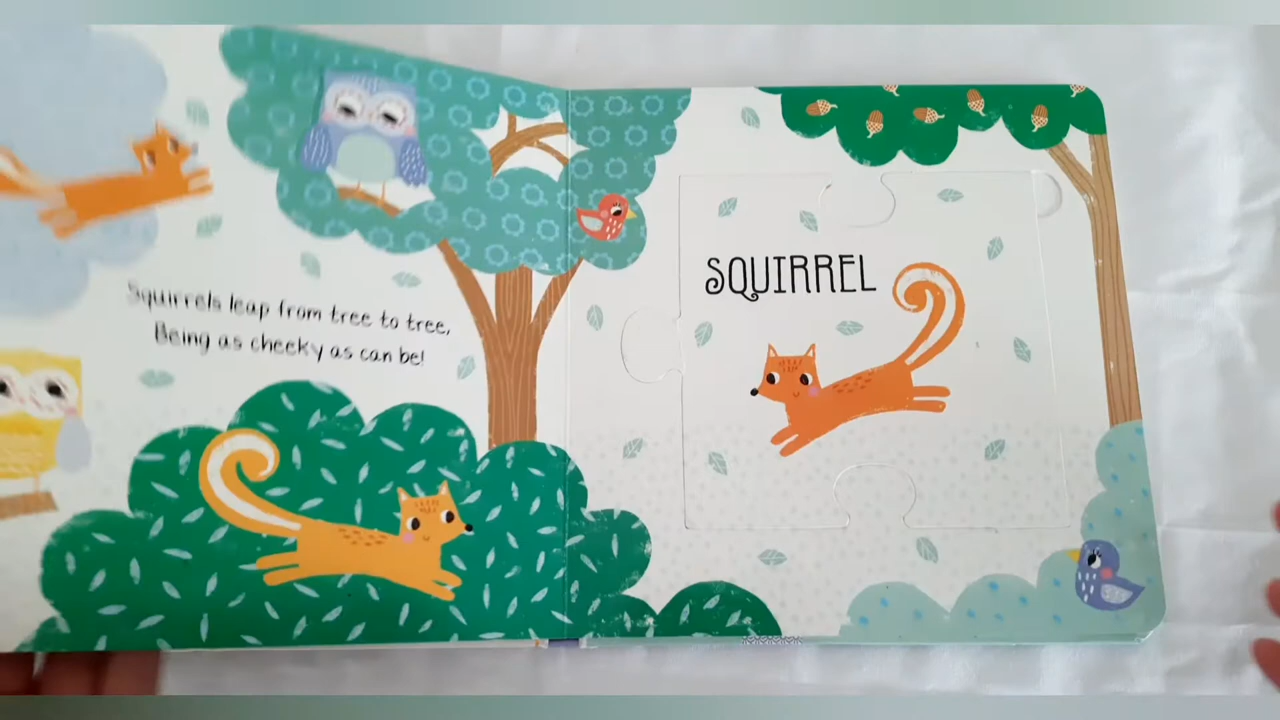 Squirrels leap from tree to tree,
Being as cheeky as can be!
SQUIRREL